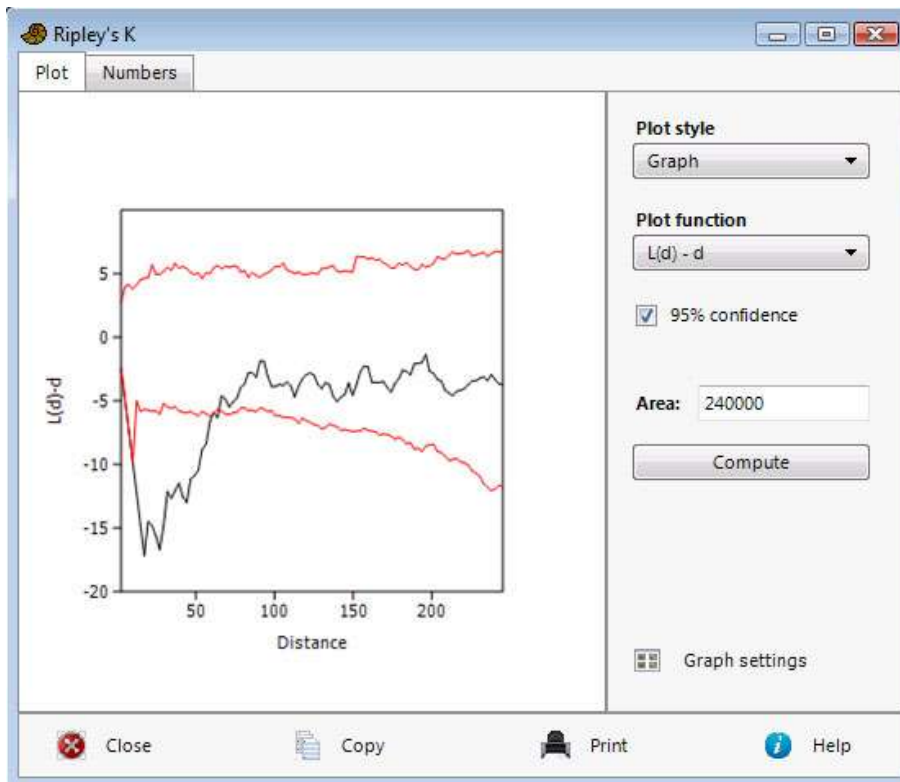 Ripley's K
Plot
Numbers
5
0
-5
-10
-15
-20
L(d)-d
50 100 150 200
Distance
Plot style
Graph
Plot function
L(d) - d
95% confidence
Area: 240000
Compute
Graph settings
Close Copy Print Help